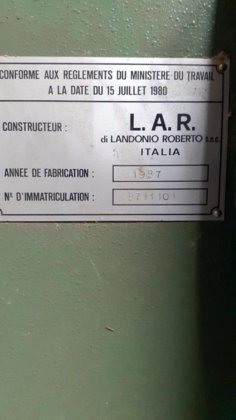 CONFORME AUX REGLEMENTS DU MINISTERE DU TRAVAIL
A LA DATE DU 15 JUILLET 1980
CONSTRUCTEUR :
L.A.R.
di LANDONIO ROBERTO s.n.c.
ITALIA
ANNEE DE FABRICATION : 1987
N° D'IMMATRICULATION :